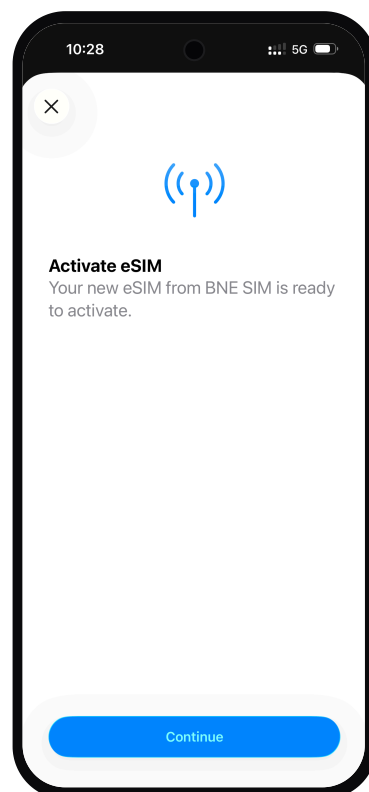 10:28 5G
Activate eSIM
Your new eSIM from BNE SIM is ready
to activate.
Continue